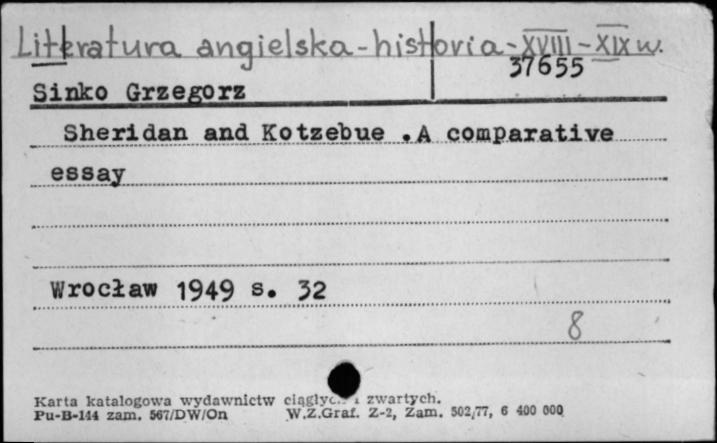 Literatura angielska - historia - XVIII - XIX w.
37655
Sinko Grzegorz
Sheridan and Kotzebue .A comparative
essay
Wrocław 1949 s. 32
8
Karta katalogowa wydawnictw ciągłych i zwartych.
Pu-B-144 zam. 567/DW/On W.Z.Graf. Z-2, Zam. 502/77, 6 400 000